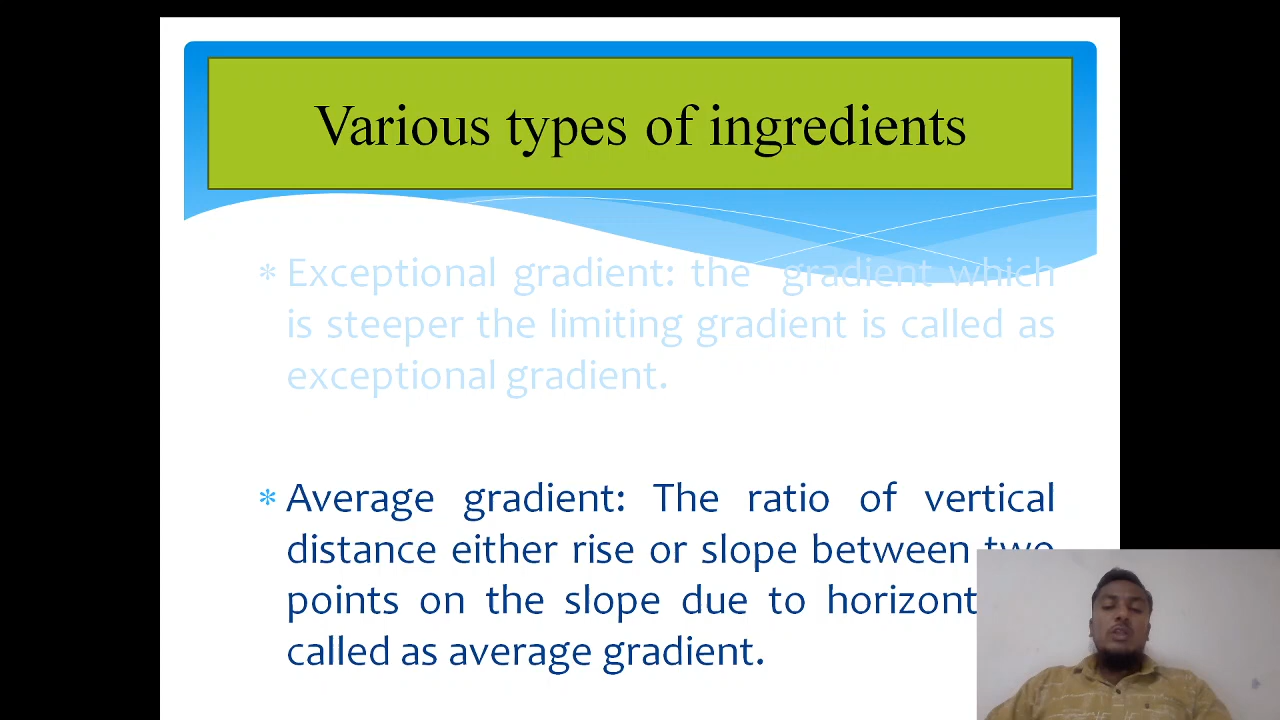 Various types of ingredients
* Exceptional gradient: the gradient which
is steeper the limiting gradient is called as
exceptional gradient.
* Average gradient: The ratio of vertical
distance either rise or slope between two
points on the slope due to horizont
called as average gradient.